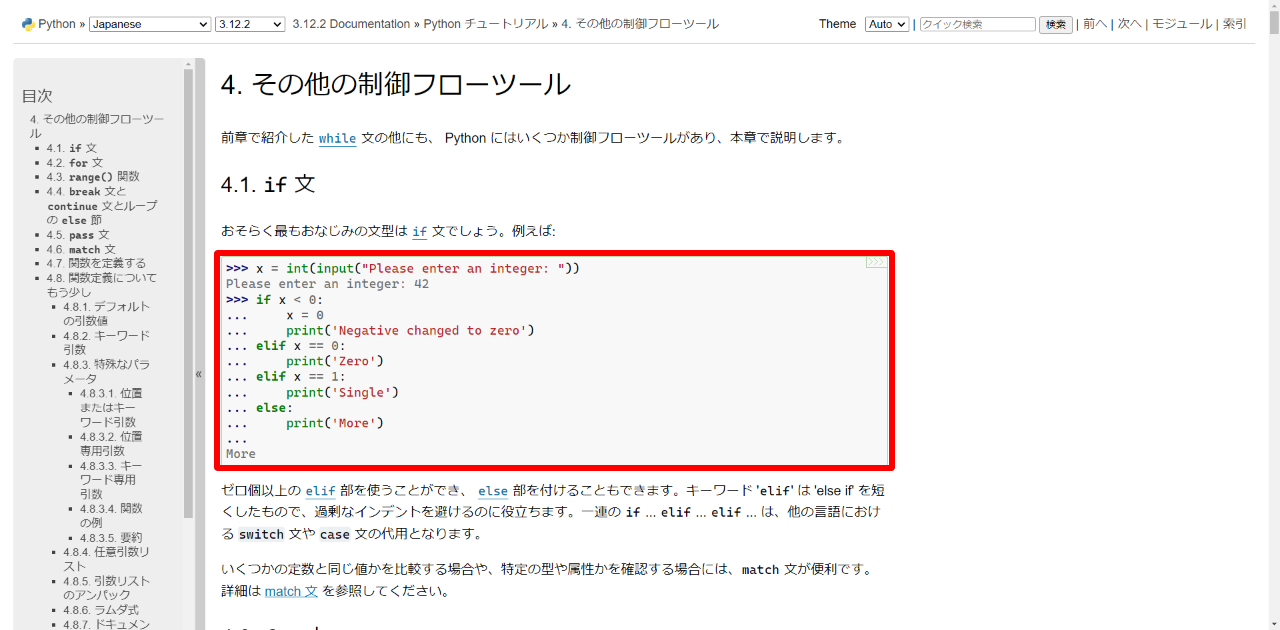 Python » Japanese 3.12.2 3.12.2 Documentation » Python チュートリアル » 4. その他の制御フローツール Theme Auto | クイック検索 検索 | 前へ | 次へ | モジュール | 索引
目次
4. その他の制御フローツー
ル
4.1. if 文
4.2. for 文
4.3. range() 関数
4.4. break 文と
continue 文とループ
の else 節
4.5. pass 文
4.6. match 文
4.7. 関数を定義する
4.8. 関数定義について
もう少し
4.8.1. デフォルト
の引数値
4.8.2. キーワード
引数
4.8.3. 特殊なパラ
メータ
4.8.3.1. 位置
またはキー
ワード引数
4.8.3.2. 位置
専用引数
4.8.3.3. キー
ワード専用
引数
4.8.3.4. 関数
の例
4.8.3.5. 要約
4.8.4. 任意引数リ
スト
4.8.5. 引数リスト
のアンパック
4.8.6. ラムダ式
4.8.7. ドキュメン
«
4. その他の制御フローツール
前章で紹介した while 文の他にも、 Python にはいくつか制御フローツールがあり、本章で説明します。
4.1. if 文
おそらく最もおなじみの文型は if 文でしょう。例えば:
>>>
>>> x = int(input("Please enter an integer: "))
Please enter an integer: 42
>>> if x < 0:
...     x = 0
...     print('Negative changed to zero')
... elif x == 0:
...     print('Zero')
... elif x == 1:
...     print('Single')
... else:
...     print('More')
...
More
ゼロ個以上の elif 部を使うことができ、 else 部を付けることもできます。キーワード 'elif' は 'else if' を短
くしたもので、過剰なインデントを避けるのに役立ちます。一連の if ... elif ... elif ... は、他の言語におけ
る switch 文や case 文の代用となります。
いくつかの定数と同じ値かを比較する場合や、特定の型や属性かを確認する場合には、match 文が便利です。
詳細は match 文 を参照してください。